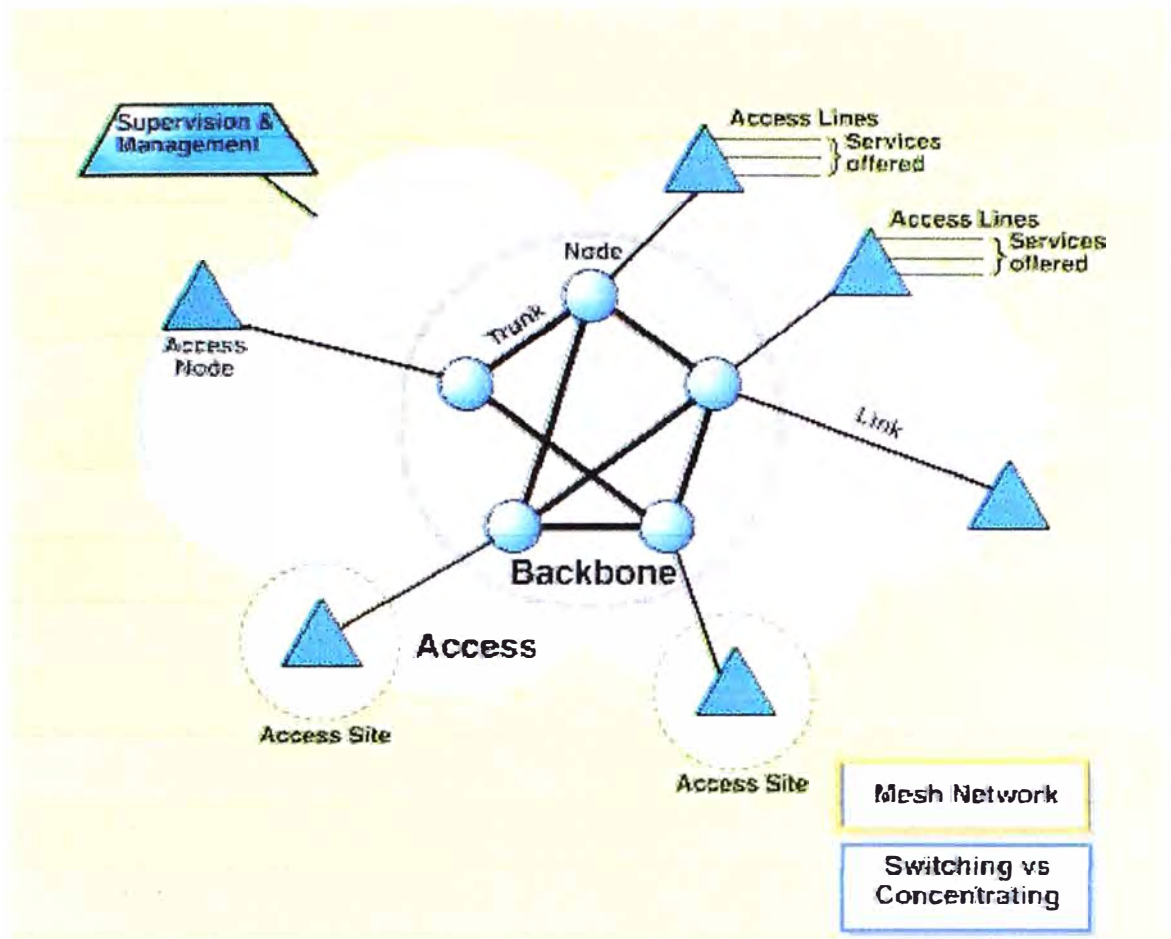 Supervision &
Management
Access Lines
Services
offered
Access Lines
Services
offered
Node
Trunk
Access
Node
Link
Backbone
Access
Access Site
Access Site
Mesh Network
Switching vs
Concentrating